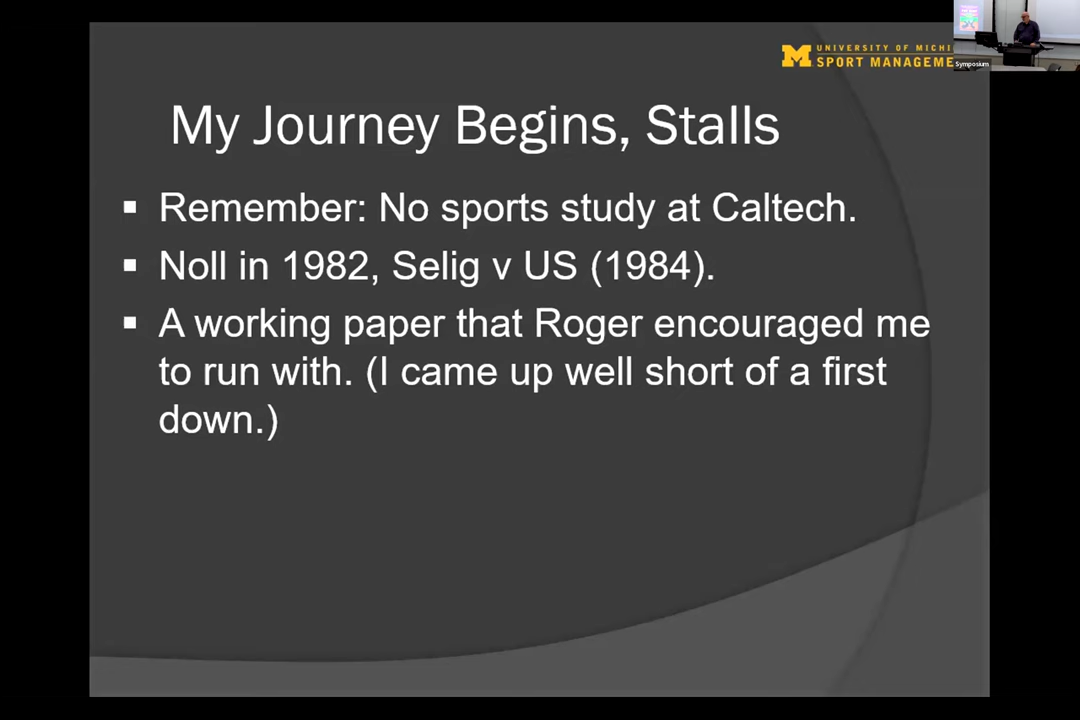 UNIVERSITY OF MICHI
SPORT MANAGEME
Symposium
My Journey Begins, Stalls
▪ Remember: No sports study at Caltech.
▪ Noll in 1982, Selig v US (1984).
▪ A working paper that Roger encouraged me
to run with. (I came up well short of a first
down.)